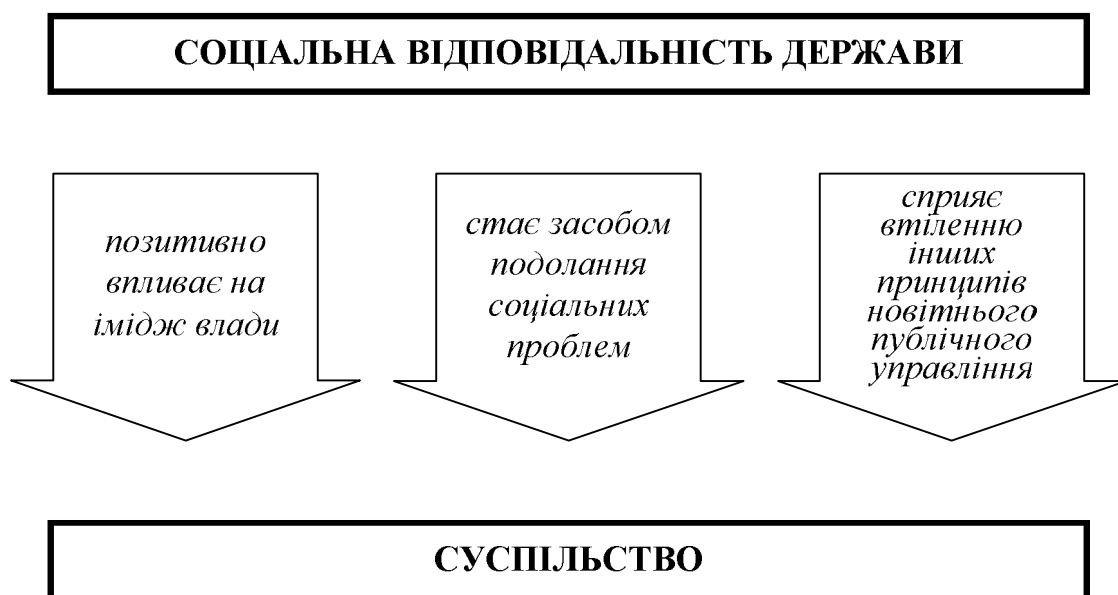 СОЦІАЛЬНА ВІДПОВІДАЛЬНІСТЬ ДЕРЖАВИ
позитивно
впливає на
імідж влади
стає засобом
подолання
соціальних
проблем
сприяє
втіленню
інших
принципів
новітнього
публічного
управління
СУСПІЛЬСТВО